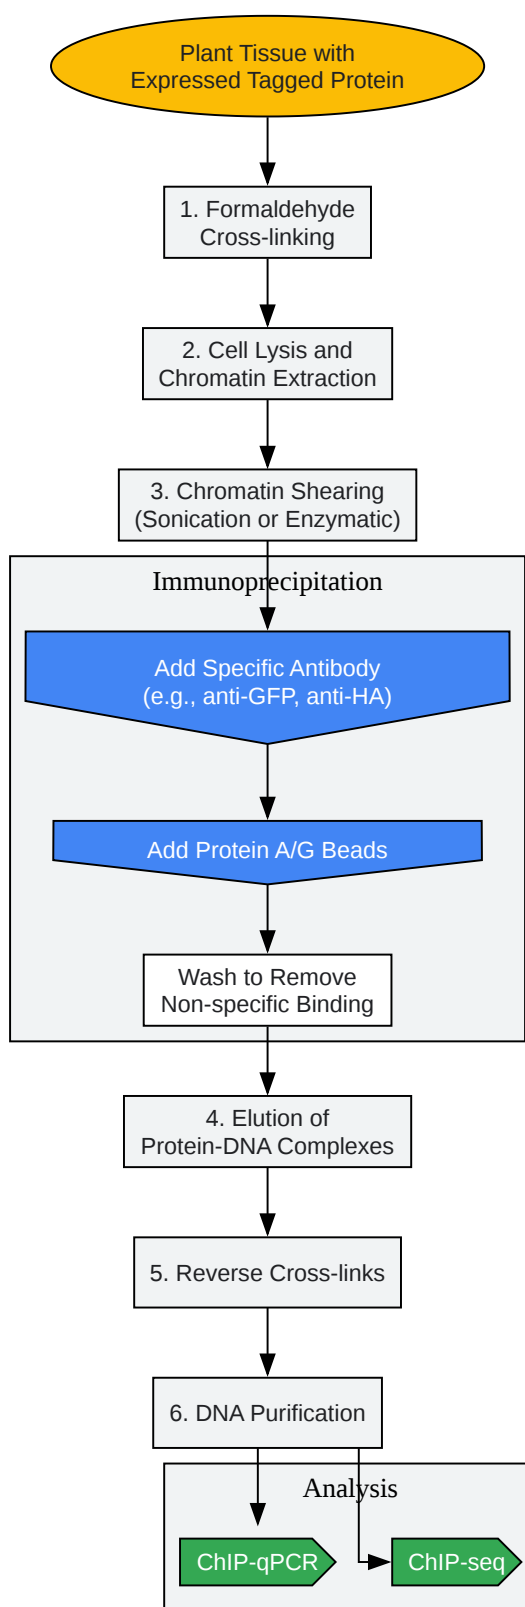 Plant Tissue with
Expressed Tagged Protein
1. Formaldehyde
Cross-linking
2. Cell Lysis and
Chromatin Extraction
3. Chromatin Shearing
(Sonication or Enzymatic)
Immunoprecipitation
Add Specific Antibody
(e.g., anti-GFP, anti-HA)
Add Protein A/G Beads
Wash to Remove
Non-specific Binding
4. Elution of
Protein-DNA Complexes
5. Reverse Cross-links
6. DNA Purification
Analysis
ChIP-qPCR
ChIP-seq